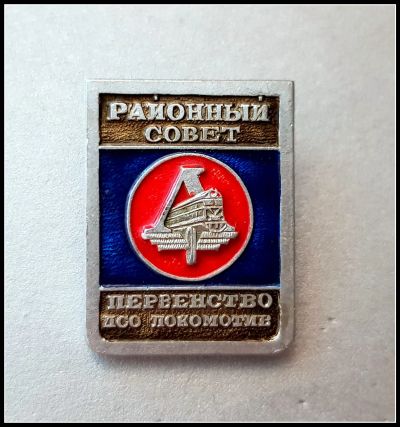 РАЙОННЫЙ
СОВЕТ
Л
ПЕРВЕНСТВО
ДСО ЛОКОМОТИВ